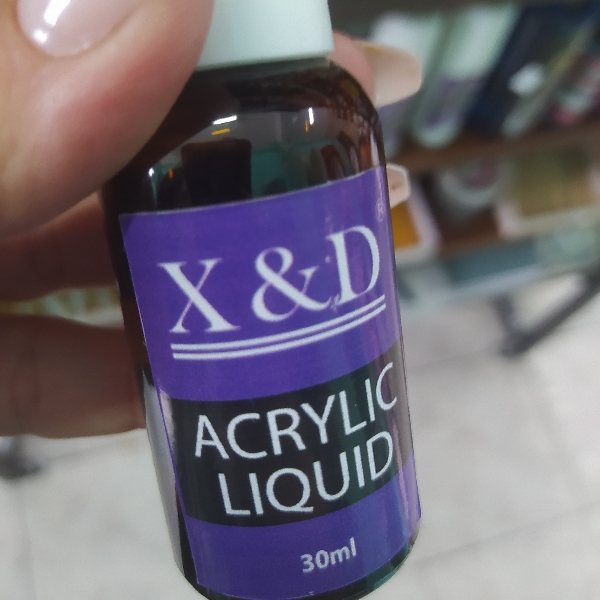 X & D®
ACRYLIC
LIQUID
30ml